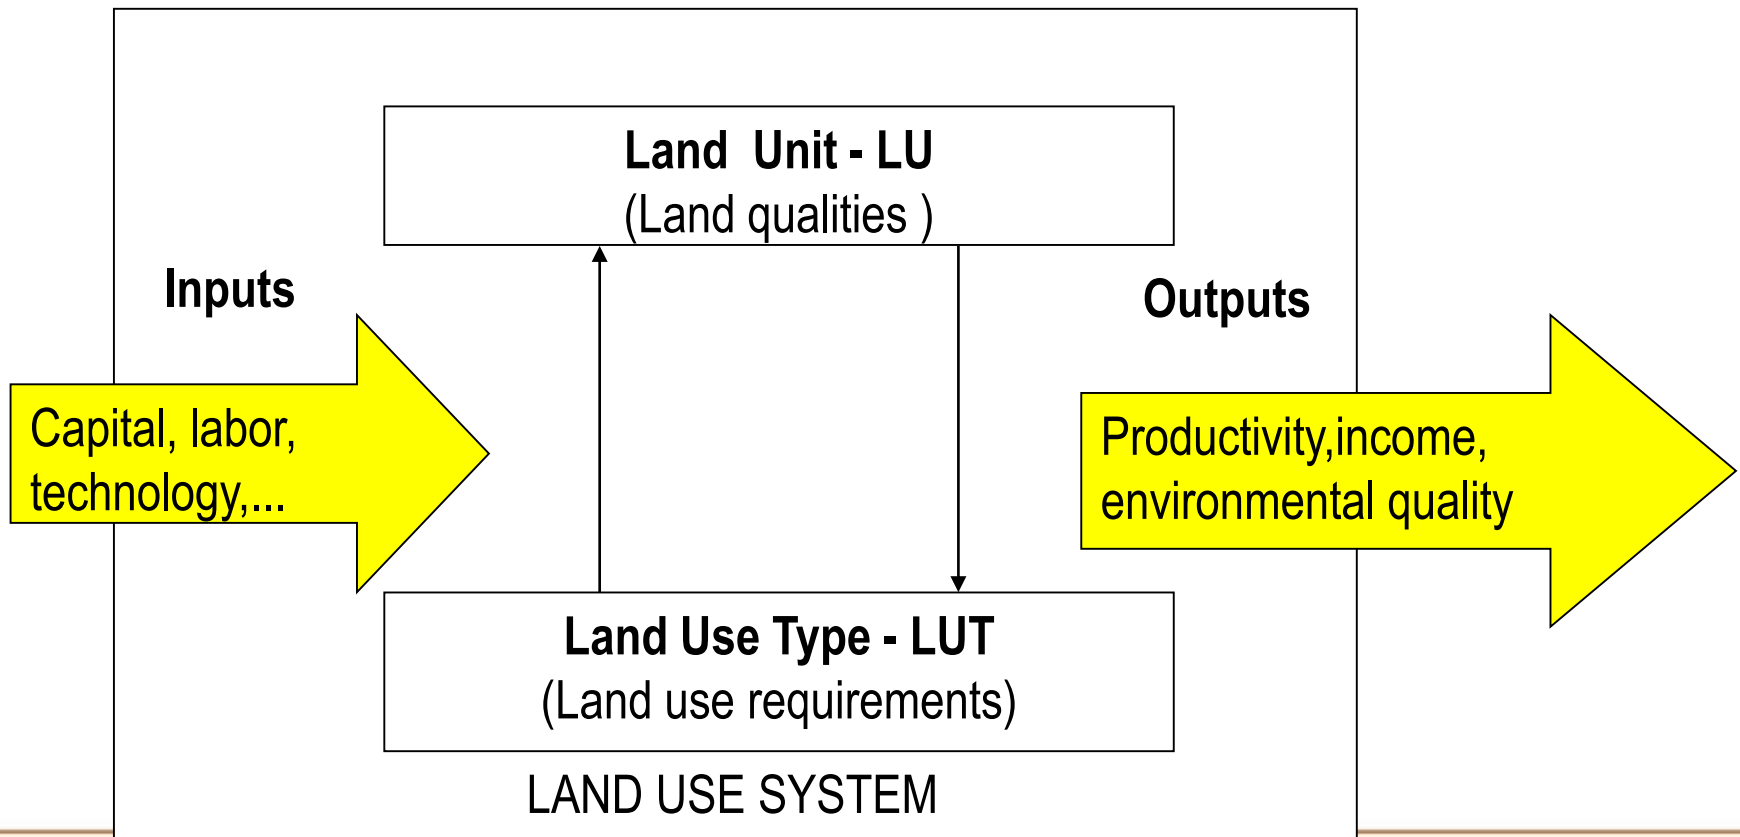 Land Unit - LU
(Land qualities )
Inputs
Outputs
Capital, labor,
technology,...
Productivity,income,
environmental quality
Land Use Type - LUT
(Land use requirements)
LAND USE SYSTEM